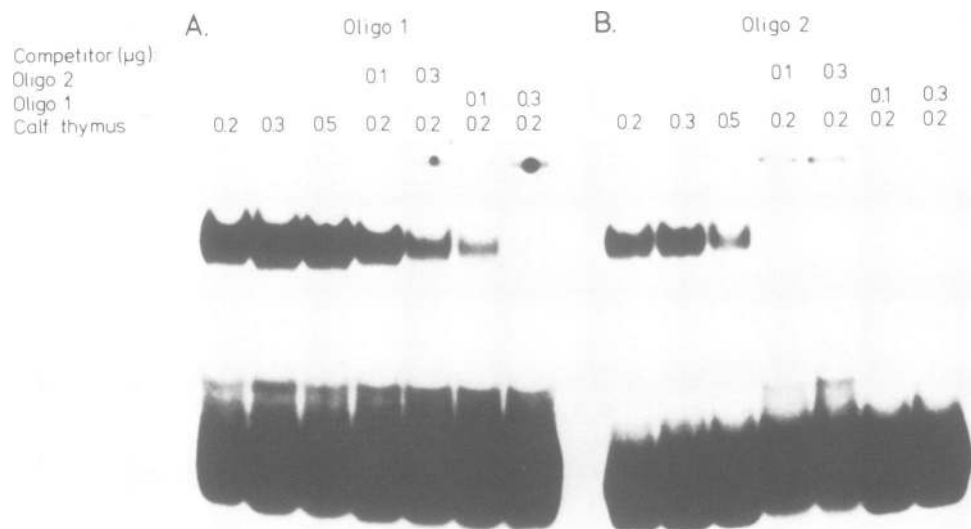 A. Oligo 1 B. Oligo 2
Competitor (µg):
Oligo 2 0.1 0.3 0.1 0.3
Oligo 1 0.1 0.3 0.1 0.3
Calf thymus 0.2 0.3 0.5 0.2 0.2 0.2 0.2 0.2 0.3 0.5 0.2 0.2 0.2 0.2